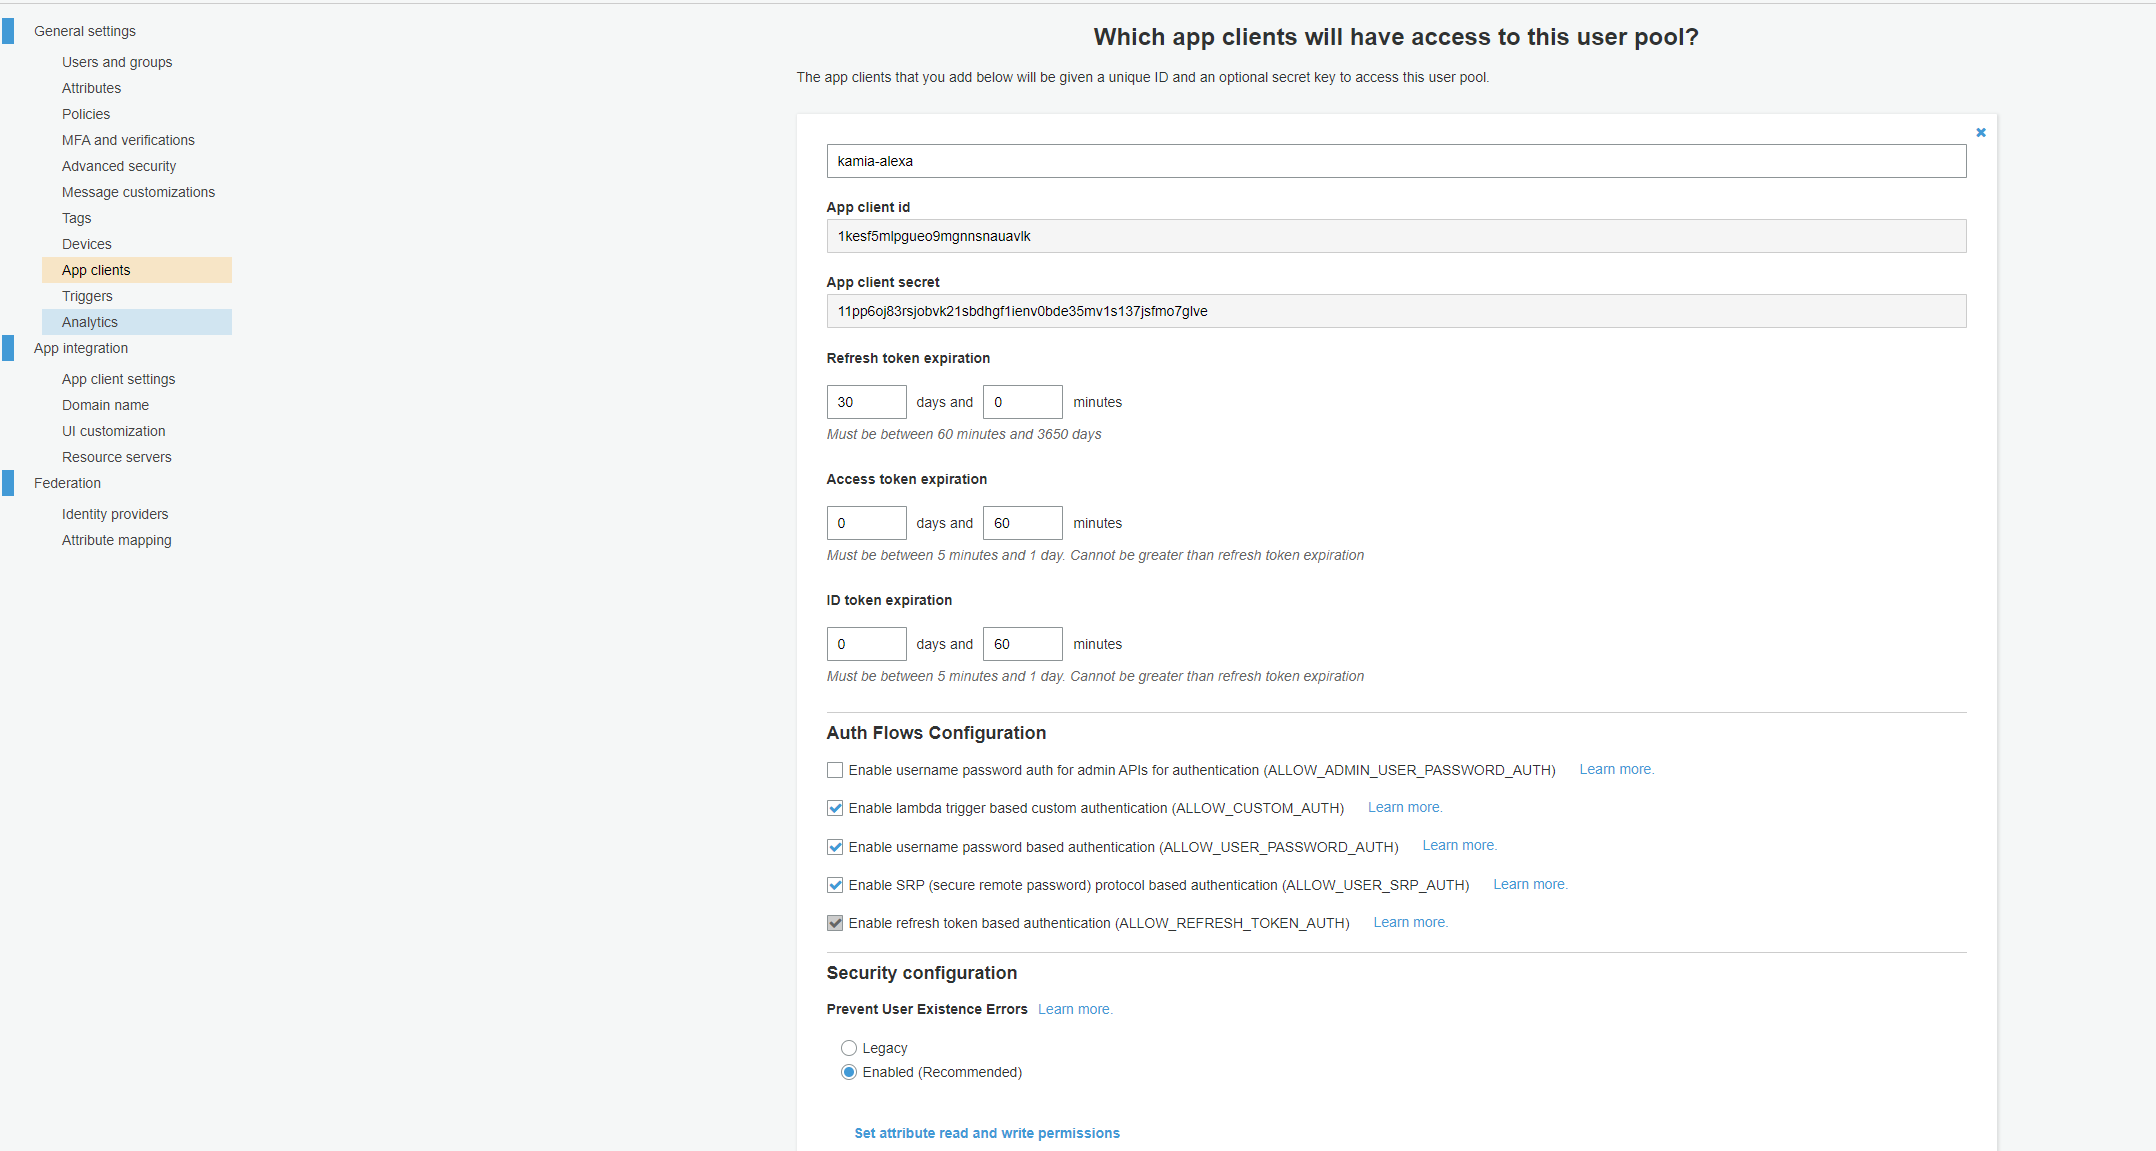 General settings
Users and groups
Attributes
Policies
MFA and verifications
Advanced security
Message customizations
Tags
Devices
App clients
Triggers
Analytics
App integration
App client settings
Domain name
UI customization
Resource servers
Federation
Identity providers
Attribute mapping
Which app clients will have access to this user pool?
The app clients that you add below will be given a unique ID and an optional secret key to access this user pool.
kamia-alexa
App client id
1kesf5mlpgueo9mgnnsnauavlk
App client secret
11pp6oj83rsjobvk21sbdhgf1ienv0bde35mv1s137jsfmo7glve
Refresh token expiration
30 days and 0 minutes
Must be between 60 minutes and 3650 days
Access token expiration
0 days and 60 minutes
Must be between 5 minutes and 1 day. Cannot be greater than refresh token expiration
ID token expiration
0 days and 60 minutes
Must be between 5 minutes and 1 day. Cannot be greater than refresh token expiration
Auth Flows Configuration
Enable username password auth for admin APIs for authentication (ALLOW_ADMIN_USER_PASSWORD_AUTH) Learn more.
Enable lambda trigger based custom authentication (ALLOW_CUSTOM_AUTH) Learn more.
Enable username password based authentication (ALLOW_USER_PASSWORD_AUTH) Learn more.
Enable SRP (secure remote password) protocol based authentication (ALLOW_USER_SRP_AUTH) Learn more.
Enable refresh token based authentication (ALLOW_REFRESH_TOKEN_AUTH) Learn more.
Security configuration
Prevent User Existence Errors Learn more.
Legacy
Enabled (Recommended)
Set attribute read and write permissions